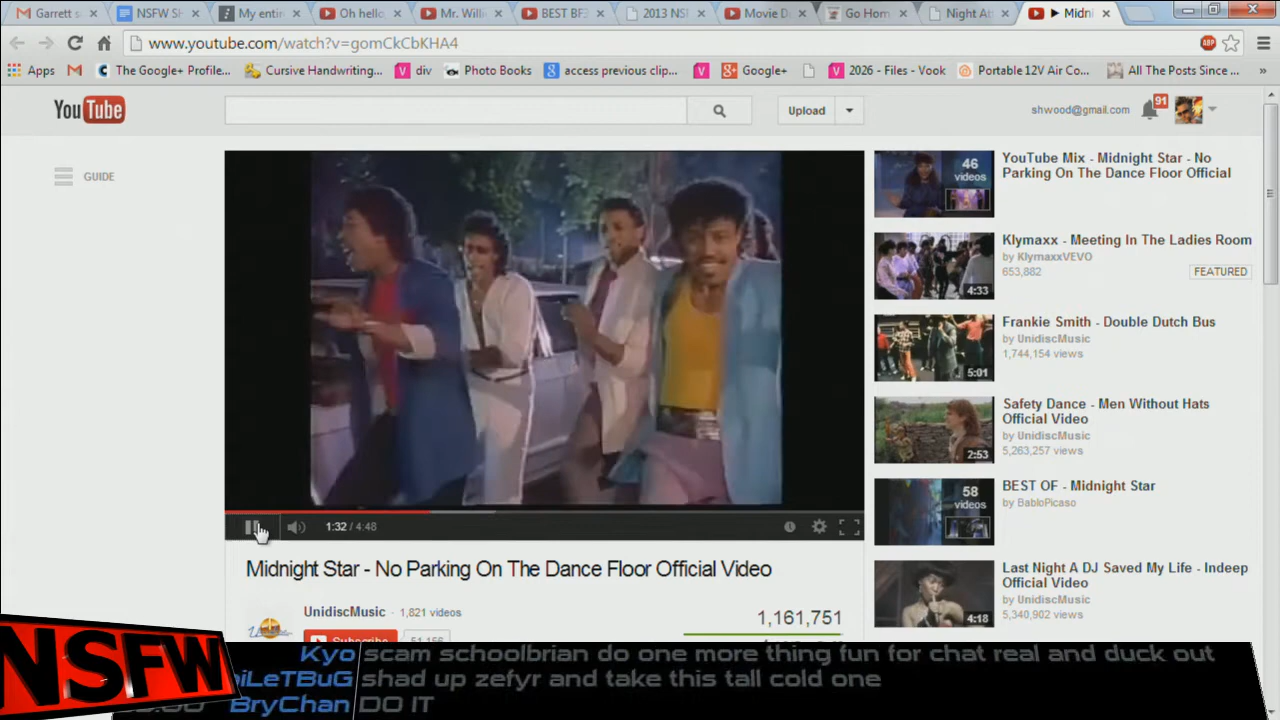 Garrett s
NSFW S
My entir
Oh hello
Mr. Willi
BEST BF
2013 NS
Movie D
Go Hom
Night At
Midni
www.youtube.com/watch?v=gomCkCbKHA4
ABP
Apps
The Google+ Profile...
Cursive Handwriting...
div
Photo Books
access previous clip...
Google+
2026 - Files - Vook
Portable 12V Air Co...
All The Posts Since ...
»
YouTube
Upload
shwood@gmail.com
91
GUIDE
46
videos
YouTube Mix - Midnight Star - No
Parking On The Dance Floor Official
Klymaxx - Meeting In The Ladies Room
by KlymaxxVEVO
653,882
FEATURED
4:33
Frankie Smith - Double Dutch Bus
by UnidiscMusic
1,744,154 views
5:01
Safety Dance - Men Without Hats
Official Video
by UnidiscMusic
5,263,257 views
2:53
58
videos
BEST OF - Midnight Star
by BabloPicaso
1:32 / 4:48
Midnight Star - No Parking On The Dance Floor Official Video
Last Night A DJ Saved My Life - Indeep
Official Video
by UnidiscMusic
5,340,902 views
4:18
UnidiscMusic · 1,821 videos
1,161,751
Subscribe
51,156
NSFW
Kyo scam schoolbrian do one more thing fun for chat real and duck out
iLeTBuG shad up zefyr and take this tall cold one
BryChan DO IT